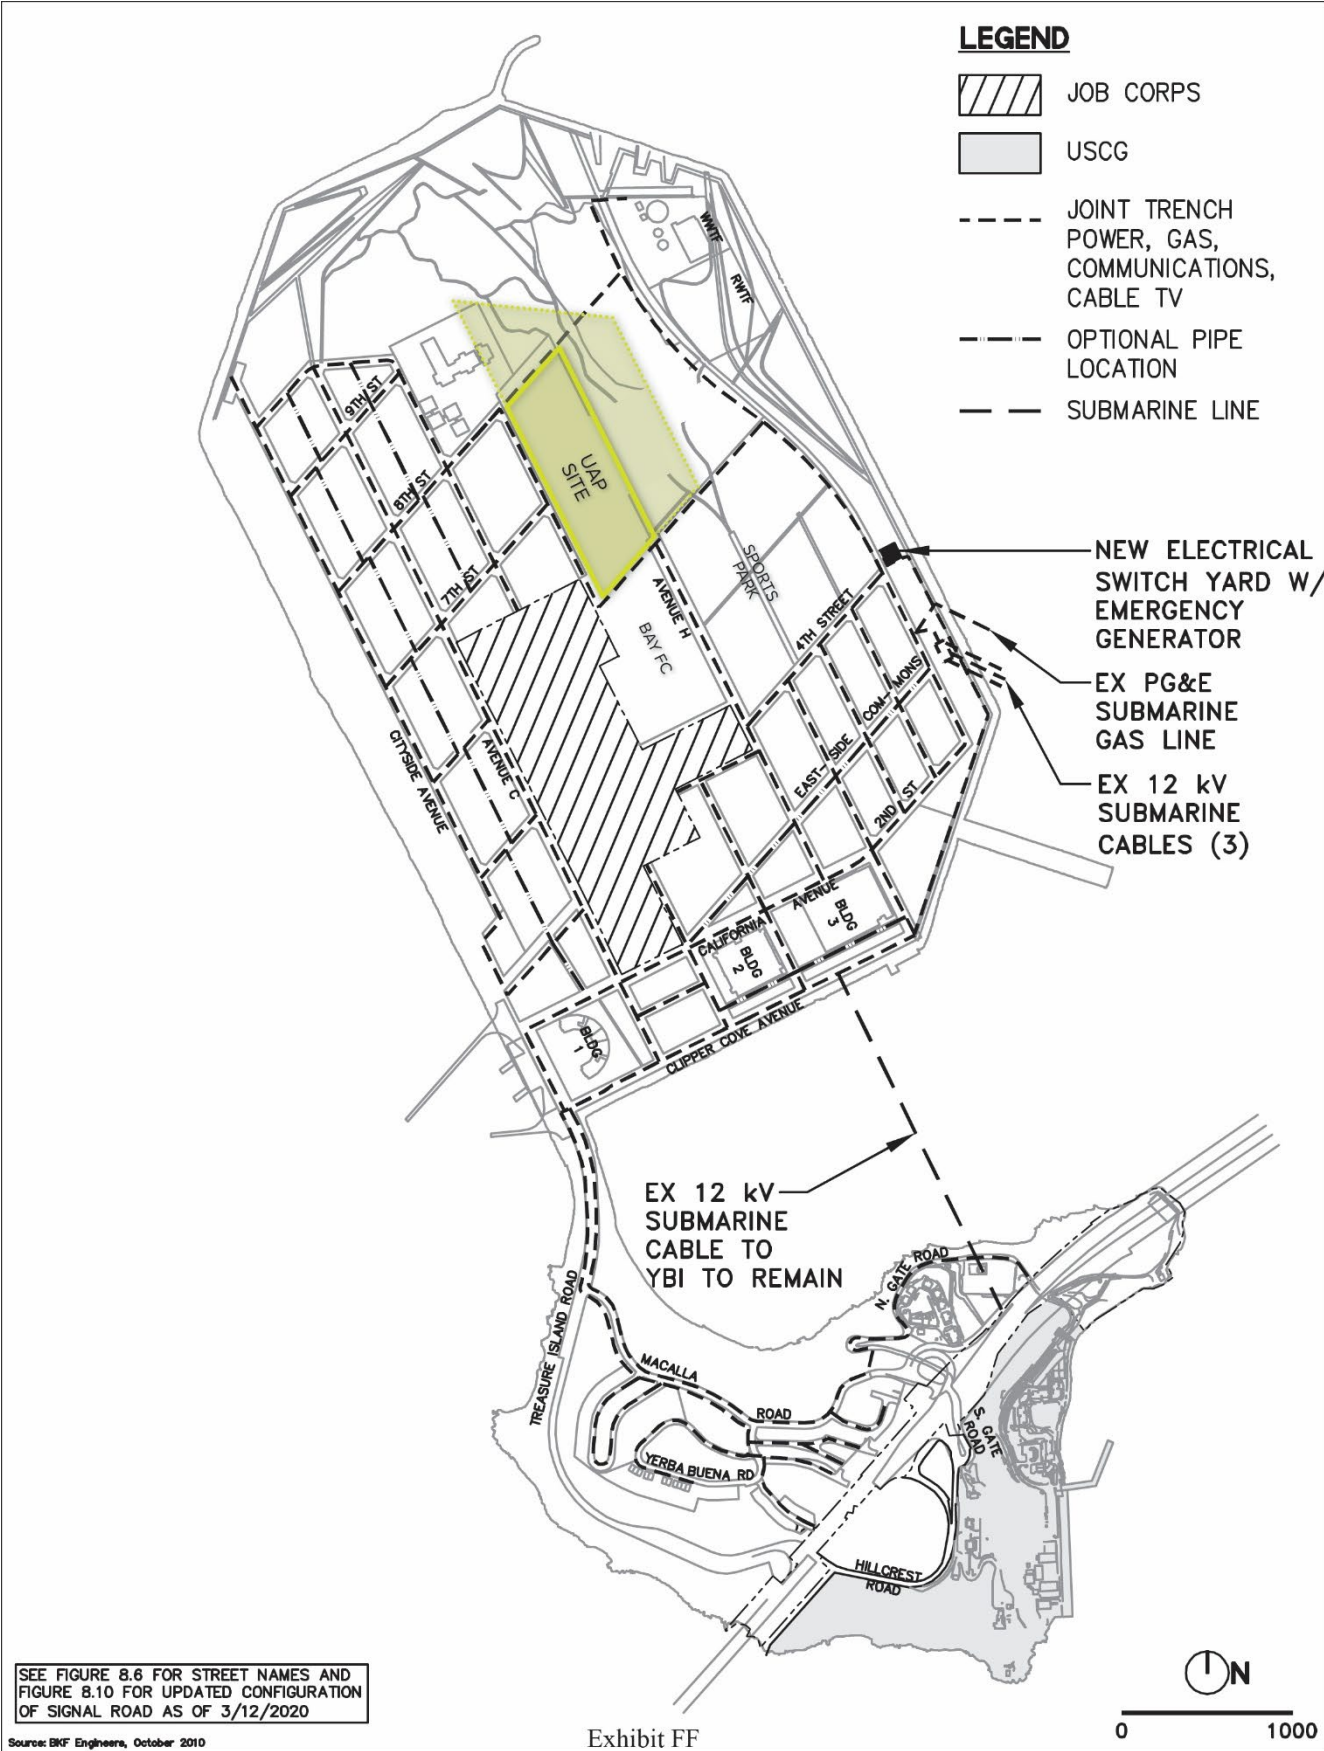 LEGEND
JOB CORPS
USCG
JOINT TRENCH
POWER, GAS,
COMMUNICATIONS,
CABLE TV
OPTIONAL PIPE
LOCATION
SUBMARINE LINE
WWTF
RWTF
9TH ST
8TH ST
7TH ST
UAP
SITE
SPORTS
PARK
AVENUE H
BAY FC
4TH STREET
NEW ELECTRICAL
SWITCH YARD W/
EMERGENCY
GENERATOR
EX PG&E
SUBMARINE
GAS LINE
EX 12 kV
SUBMARINE
CABLES (3)
CITYSIDE AVENUE
AVENUE C
EAST- SIDE COM- MONS
2ND ST
CALIFORNIA AVENUE
BLDG
3
BLDG
2
BLDG
1
CLIPPER COVE AVENUE
EX 12 kV
SUBMARINE
CABLE TO
YBI TO REMAIN
N. GATE ROAD
TREASURE ISLAND ROAD
MACALLA ROAD
S. GATE
ROAD
YERBA BUENA RD
HILLCREST
ROAD
SEE FIGURE 8.6 FOR STREET NAMES AND
FIGURE 8.10 FOR UPDATED CONFIGURATION
OF SIGNAL ROAD AS OF 3/12/2020
Source: BKF Engineers, October 2010
Exhibit FF
N
0 1000